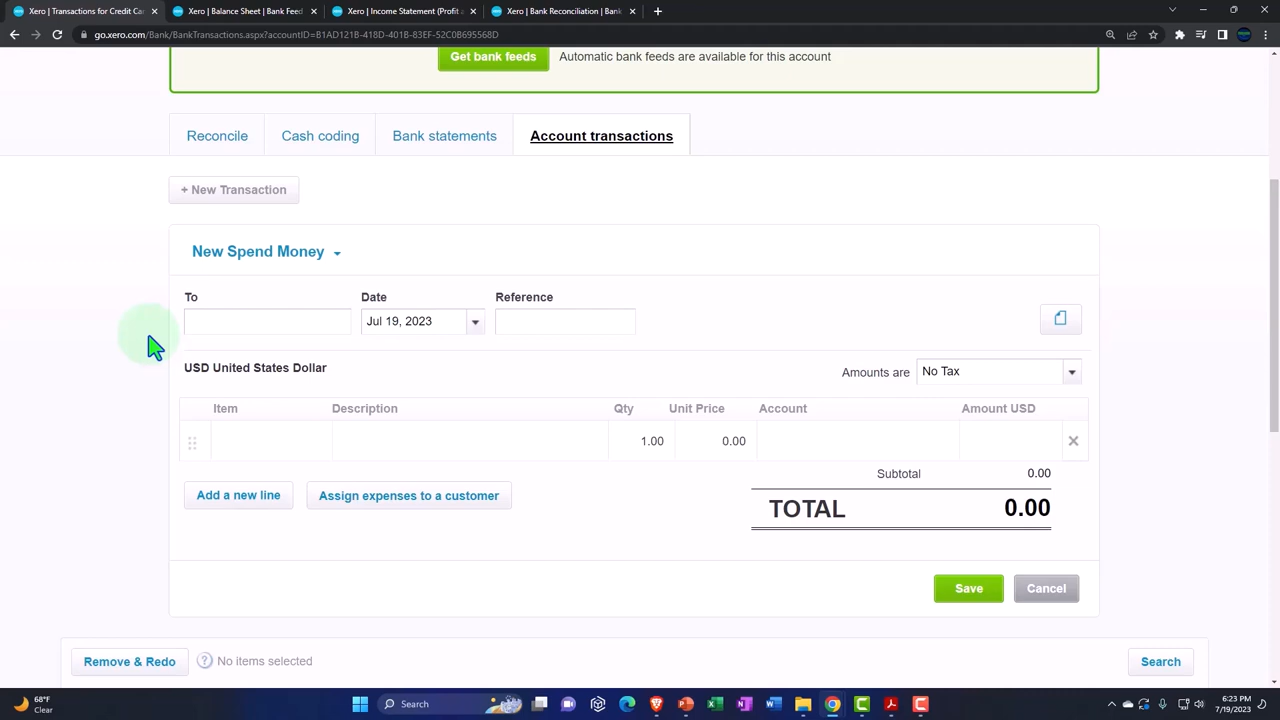 Xero | Transactions for Credit Car
Xero | Balance Sheet | Bank Feed
Xero | Income Statement (Profit a
Xero | Bank Reconciliation | Bank
go.xero.com/Bank/BankTransactions.aspx?accountID=B1AD121B-418D-401B-83EF-52C0B695568D
Get bank feeds
Automatic bank feeds are available for this account
Reconcile
Cash coding
Bank statements
Account transactions
+ New Transaction
New Spend Money
To
Date
Reference
Jul 19, 2023
USD United States Dollar
Amounts are
No Tax
Item
Description
Qty
Unit Price
Account
Amount USD
1.00
0.00
Subtotal
0.00
Add a new line
Assign expenses to a customer
TOTAL
0.00
Save
Cancel
Remove & Redo
? No items selected
Search
68°F
Clear
Search
6:23 PM
7/19/2023